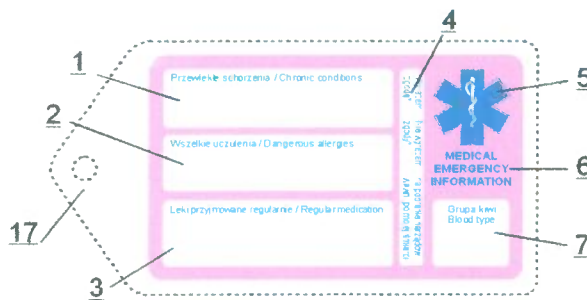 1
Przewlekłe schorzenia / Chronic conditions
4
5
2
Wszelkie uczulenia / Dangerous allergies
MEDICAL
EMERGENCY
INFORMATION
6
17
Leki przyjmowane regularnie / Regular medication
Grupa krwi
Blood type
7
3